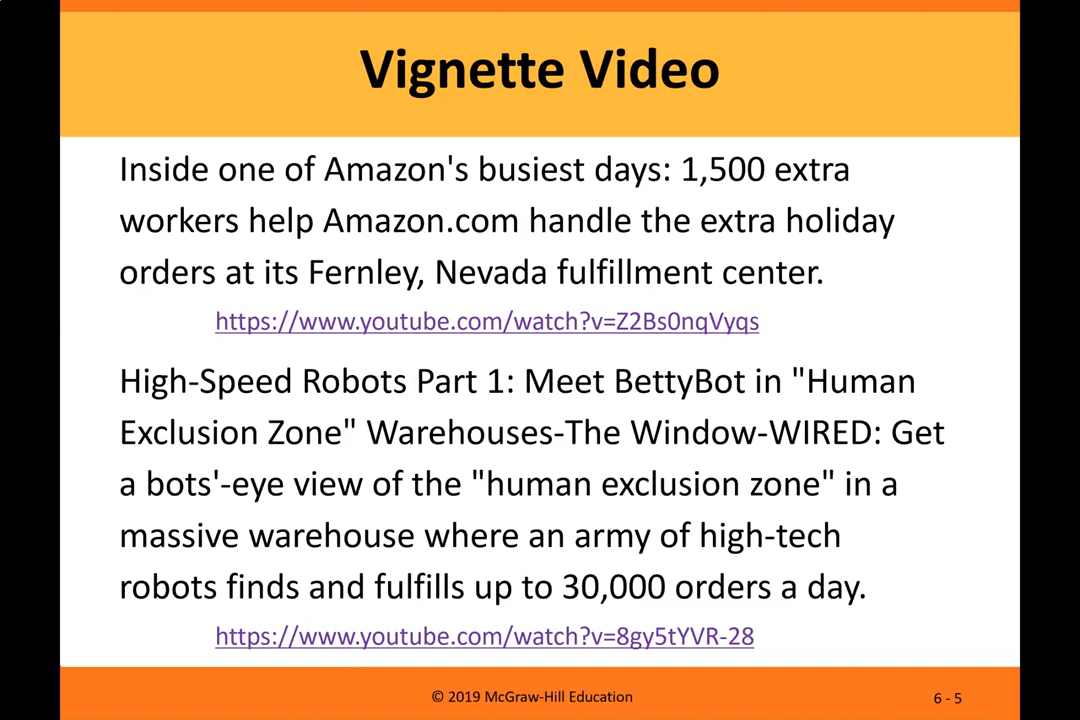 Vignette Video
Inside one of Amazon's busiest days: 1,500 extra
workers help Amazon.com handle the extra holiday
orders at its Fernley, Nevada fulfillment center.
https://www.youtube.com/watch?v=Z2Bs0nqVyqs
High-Speed Robots Part 1: Meet BettyBot in "Human
Exclusion Zone" Warehouses-The Window-WIRED: Get
a bots'-eye view of the "human exclusion zone" in a
massive warehouse where an army of high-tech
robots finds and fulfills up to 30,000 orders a day.
https://www.youtube.com/watch?v=8gy5tYVR-28
© 2019 McGraw-Hill Education
6 - 5